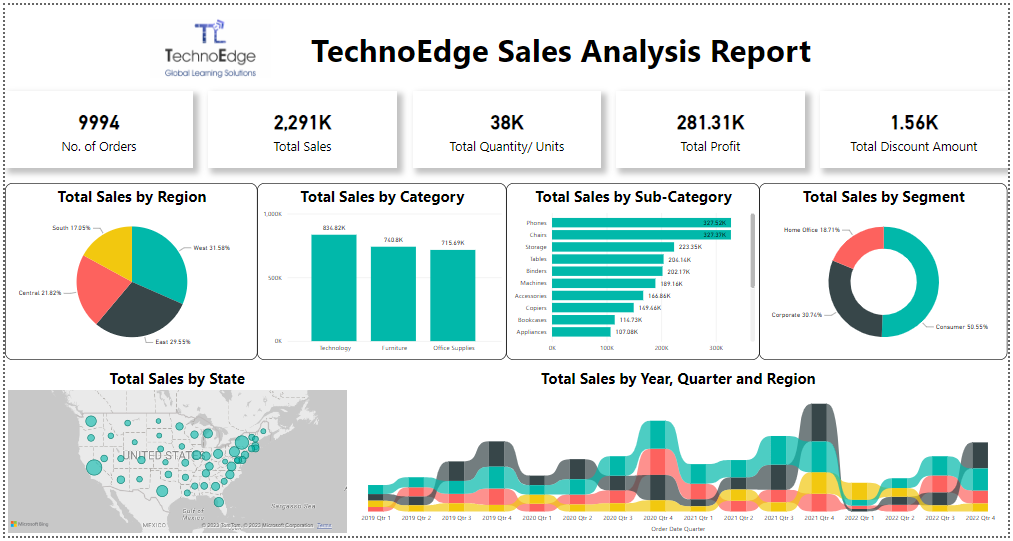 TechnoEdge
Global Learning Solutions
TechnoEdge Sales Analysis Report
9994
No. of Orders
2,291K
Total Sales
38K
Total Quantity/ Units
281.31K
Total Profit
1.56K
Total Discount Amount
Total Sales by Region
South 17.05%
West 31.58%
Central 21.82%
East 29.55%
Total Sales by Category
1,000K
500K
0K
834.82K
740.8K
715.69K
Technology
Furniture
Office Supplies
Total Sales by Sub-Category
Phones 327.52K
Chairs 327.37K
Storage 223.35K
Tables 206.16K
Binders 202.17K
Machines 189.16K
Accessories 166.86K
Copiers 149.46K
Bookcases 114.73K
Appliances 107.08K
0K 100K 200K 300K
Total Sales by Segment
Home Office 18.71%
Corporate 30.74%
Consumer 50.55%
Total Sales by State
UNITED STATES
MEXICO
Gulf of
Mexico
Sargasso Sea
Microsoft Bing
© 2023 TomTom, © 2023 Microsoft Corporation Terms
Total Sales by Year, Quarter and Region
2019 Qtr 1 2019 Qtr 2 2019 Qtr 3 2019 Qtr 4 2020 Qtr 1 2020 Qtr 2 2020 Qtr 3 2020 Qtr 4 2021 Qtr 1 2021 Qtr 2 2021 Qtr 3 2021 Qtr 4 2022 Qtr 1 2022 Qtr 2 2022 Qtr 3 2022 Qtr 4
Order Date Quarter